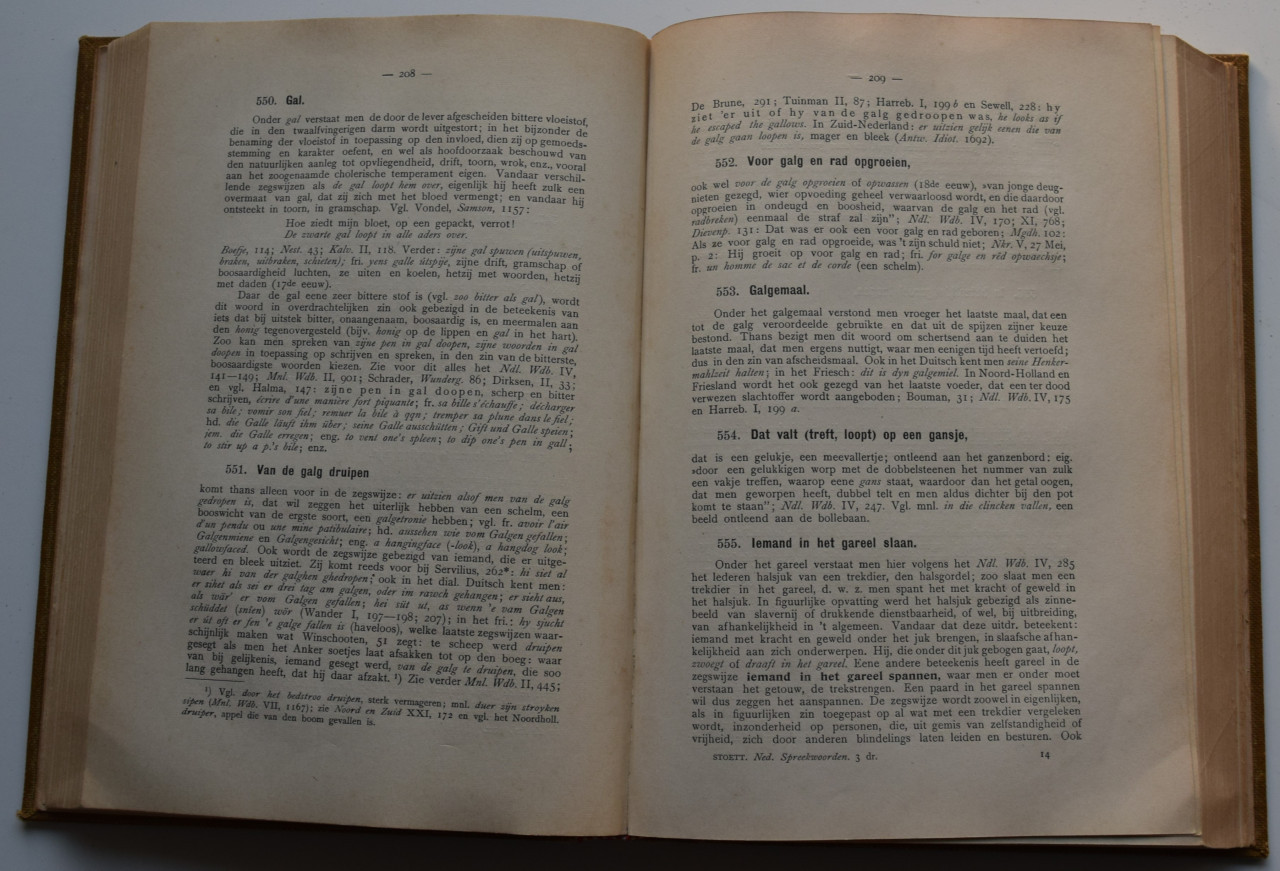 — 208 —
550. Gal.
Onder gal verstaat men de door de lever afgescheiden bittere vloeistof,
die in den twaalfvingerigen darm wordt uitgestort; in het bijzonder de
benaming der vloeistof in toepassing op den invloed, dien zij op gemoeds-
stemming en karakter oefent, en wel als hoofdoorzaak beschouwd van
den natuurlijken aanleg tot opvliegendheid, drift, toorn, wrok, enz., vooral
aan het zoogenaamde cholerische temperament eigen. Vandaar verschil-
lende zegswijzen als de gal loopt hem over, eigenlijk hij heeft zulk een
overmaat van gal, dat zij zich met het bloed vermengt; en vandaar hij
ontsteekt in toorn, in gramschap. Vgl. Vondel, Samson, 1157:
Hoe ziedt mijn bloet, op een gepackt, verrot!
De zwarte gal loopt in alle aders over.
Boefje, 114; Nest. 43; Kalv. II, 118. Verder: zijne gal spuwen (uitspuwen,
braken, uitbraken, schieten); fri. yens galle útspije, zijne drift, gramschap of
boosaardigheid luchten, ze uiten en koelen, hetzij met woorden, hetzij
met daden (17de eeuw).
Daar de gal eene zeer bittere stof is (vgl. zoo bitter als gal), wordt
dit woord in overdrachtelijken zin ook gebezigd in de beteekenis van
iets dat bij uitstek bitter, onaangenaam, boosaardig is, en meermalen aan
den honig tegenovergesteld (bijv. honig op de lippen en gal in het hart).
Zoo kan men spreken van zijne pen in gal doopen, zijne woorden in gal
doopen in toepassing op schrijven en spreken, in den zin van de bitterste,
boosaardigste woorden kiezen. Zie voor dit alles het Ndl. Wdb. IV,
141—149; Mnl. Wdb. II, 901; Schrader, Wunderg. 86; Dirksen, II, 33;
en vgl. Halma, 147: zijne pen in gal doopen, scherp en bitter
schrijven, écrire d'une manière fort piquante; fr. sa bille s'échauffe; décharger
sa bile; vomir son fiel; remuer la bile à qqn; tremper sa plume dans le fiel;
hd. die Galle läuft ihm über; seine Galle ausschütten; Gift und Galle speien;
jem. die Galle erregen; eng. to vent one's spleen; to dip one's pen in gall;
to stir up a p.'s bile; enz.
551. Van de galg druipen
komt thans alleen voor in de zegswijze: er uitzien alsof men van de galg
gedropen is, dat wil zeggen het uiterlijk hebben van een schelm, een
booswicht van de ergste soort, een galgetronie hebben; vgl. fr. avoir l'air
d'un pendu ou une mine patibulaire; hd. aussehen wie vom Galgen gefallen;
Galgenmiene en Galgengesicht; eng. a hangingface (-look), a hangdog look;
gallowfaced. Ook wordt de zegswijze gebezigd van iemand, die er uitge-
teerd en bleek uitziet. Zij komt reeds voor bij Servilius, 262*: hi siet al
waer hi van der galghen ghedropen; ook in het dial. Duitsch kent men:
er sihet als sei er drei tag am galgen, oder im rawch gehangen; er sieht aus,
als wär' er vom Galgen gefallen; hei süt ut, as wenn 'e vam Galgen
schüddet (snīen) wör (Wander I, 197—198; 207); in het fri.: hy sjucht
er út oft er fen 'e galge fallen is (haveloos), welke laatste zegswijzen waar-
schijnlijk maken wat Winschooten, 51 zegt: te scheep werd druipen
gesegt als men het Anker soetjes laat afsakken tot op den boeg: waar
van bij gelijkenis, iemand gesegt werd, van de galg te druipen, die soo
lang gehangen heeft, dat hij daar afzakt. ¹) Zie verder Mnl. Wdb. II, 445;
¹) Vgl. door het bedstroo druipen, sterk vermageren; mnl. duer zijn stroyken
sipen (Mnl. Wdb. VII, 1167); zie Noord en Zuid XXI, 172 en vgl. het Noordholl.
druiper, appel die van den boom gevallen is.
— 209 —
De Brune, 291; Tuinman II, 87; Harreb. I, 199 b en Sewell, 228: hy
ziet 'er uit of hy van de galg gedroopen was, he looks as if
he escaped the gallows. In Zuid-Nederland: er uitzien gelijk eenen die van
de galg gaan loopen is, mager en bleek (Antw. Idiot. 1692).
552. Voor galg en rad opgroeien,
ook wel voor de galg opgroeien of opwassen (18de eeuw), »van jonge deug-
nieten gezegd, wier opvoeding geheel verwaarloosd wordt, en die daardoor
opgroeien in ondeugd en boosheid, waarvan de galg en het rad (vgl.
radbreken) eenmaal de straf zal zijn”; Ndl. Wdb. IV, 170; XI, 768;
Dievenp. 131: Dat was er ook een voor galg en rad geboren; Mgdh. 102:
Als ze voor galg en rad opgroeide, was 't zijn schuld niet; Nkr. V, 27 Mei,
p. 2: Hij groeit op voor galg en rad; fri. for galge en rêd opwaechsje;
fr. un homme de sac et de corde (een schelm).
553. Galgemaal.
Onder het galgemaal verstond men vroeger het laatste maal, dat een
tot de galg veroordeelde gebruikte en dat uit de spijzen zijner keuze
bestond. Thans bezigt men dit woord om schertsend aan te duiden het
laatste maal, dat men ergens nuttigt, waar men eenigen tijd heeft vertoefd;
dus in den zin van afscheidsmaal. Ook in het Duitsch kent men seine Henker-
mahlzeit halten; in het Friesch: dit is dyn galgemiel. In Noord-Holland en
Friesland wordt het ook gezegd van het laatste voeder, dat een ter dood
verwezen slachtoffer wordt aangeboden; Bouman, 31; Ndl. Wdb. IV, 175
en Harreb. I, 199 a.
554. Dat valt (treft, loopt) op een gansje,
dat is een gelukje, een meevallertje; ontleend aan het ganzenbord: eig.
»door een gelukkigen worp met de dobbelsteenen het nummer van zulk
een vakje treffen, waarop eene gans staat, waardoor dan het getal oogen,
dat men geworpen heeft, dubbel telt en men aldus dichter bij den pot
komt te staan”; Ndl. Wdb. IV, 247. Vgl. mnl. in die clincken vallen, een
beeld ontleend aan de bollebaan.
555. Iemand in het gareel slaan.
Onder het gareel verstaat men hier volgens het Ndl. Wdb. IV, 285
het lederen halsjuk van een trekdier, den halsgordel; zoo slaat men een
trekdier in het gareel, d. w. z. men spant het met kracht of geweld in
het halsjuk. In figuurlijke opvatting werd het halsjuk gebezigd als zinne-
beeld van slavernij of drukkende dienstbaarheid, of wel, bij uitbreiding,
van afhankelijkheid in 't algemeen. Vandaar dat deze uitdr. beteekent:
iemand met kracht en geweld onder het juk brengen, in slaafsche afhan-
kelijkheid aan zich onderwerpen. Hij, die onder dit juk gebogen gaat, loopt,
zwoegt of draaft in het gareel. Eene andere beteekenis heeft gareel in de
zegswijze iemand in het gareel spannen, waar men er onder moet
verstaan het getouw, de trekstrengen. Een paard in het gareel spannen
wil dus zeggen het aanspannen. De zegswijze wordt zoowel in eigenlijken,
als in figuurlijken zin toegepast op al wat met een trekdier vergeleken
wordt, inzonderheid op personen, die, uit gemis van zelfstandigheid of
vrijheid, zich door anderen blindelings laten leiden en besturen. Ook
STOETT. Ned. Spreekwoorden. 3 dr. 14